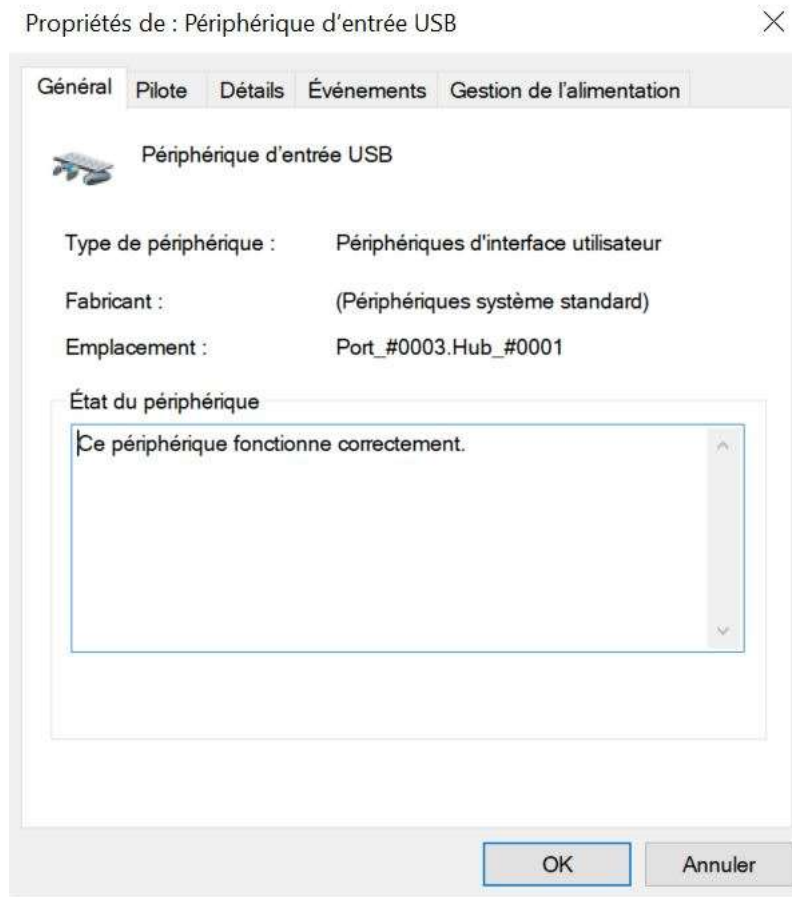 Propriétés de : Périphérique d’entrée USB
Général Pilote Détails Événements Gestion de l’alimentation
Périphérique d’entrée USB
Type de périphérique : Périphériques d'interface utilisateur
Fabricant : (Périphériques système standard)
Emplacement : Port_#0003.Hub_#0001
État du périphérique
Ce périphérique fonctionne correctement.
OK Annuler